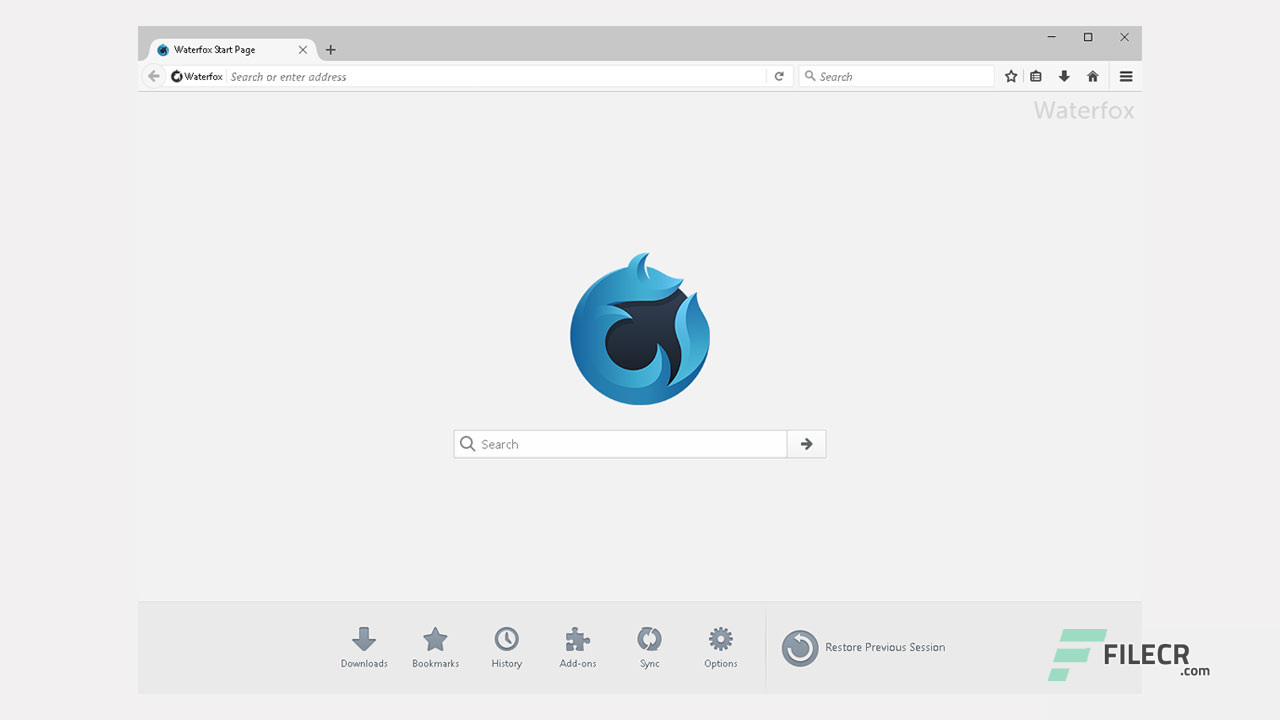 Waterfox Start Page
Waterfox Search or enter address Search
Waterfox
Search
Downloads Bookmarks History Add-ons Sync Options Restore Previous Session
FILECR
.com